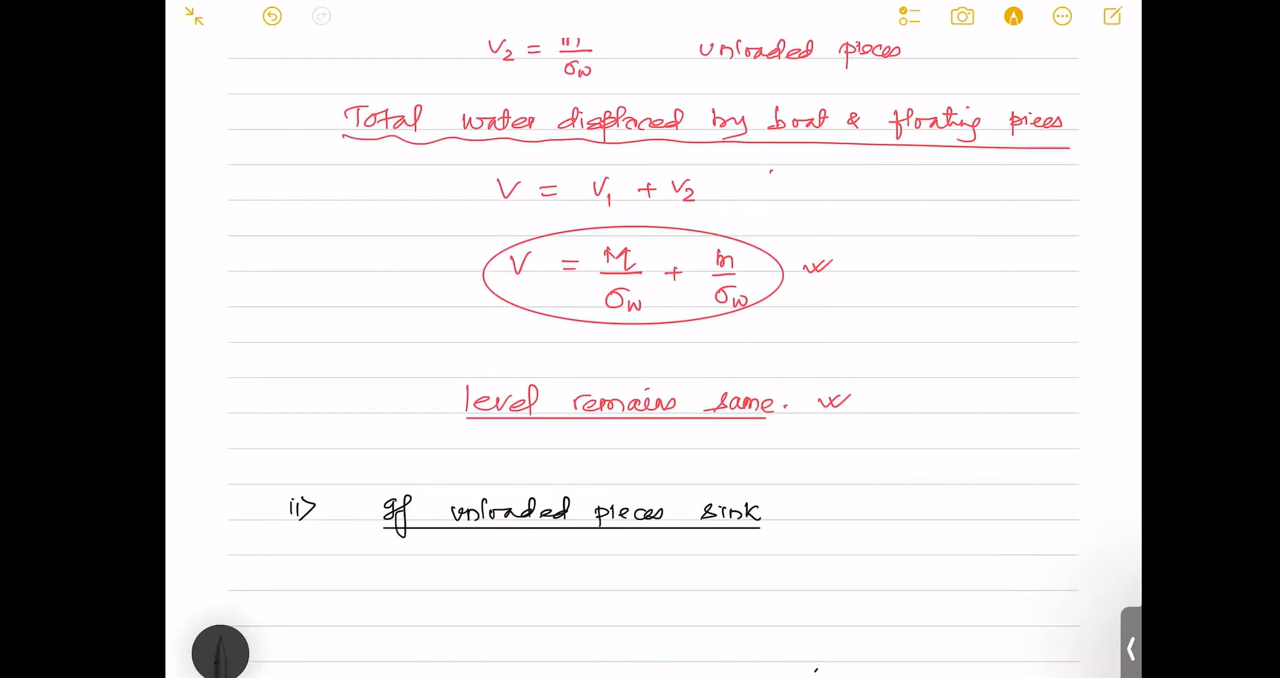 V₂ = m/σw unloaded pieces
Total water displaced by boat & floating pieces
V = V₁ + V₂
V = M/σw + m/σw
level remains same.
ii> If unloaded pieces sink